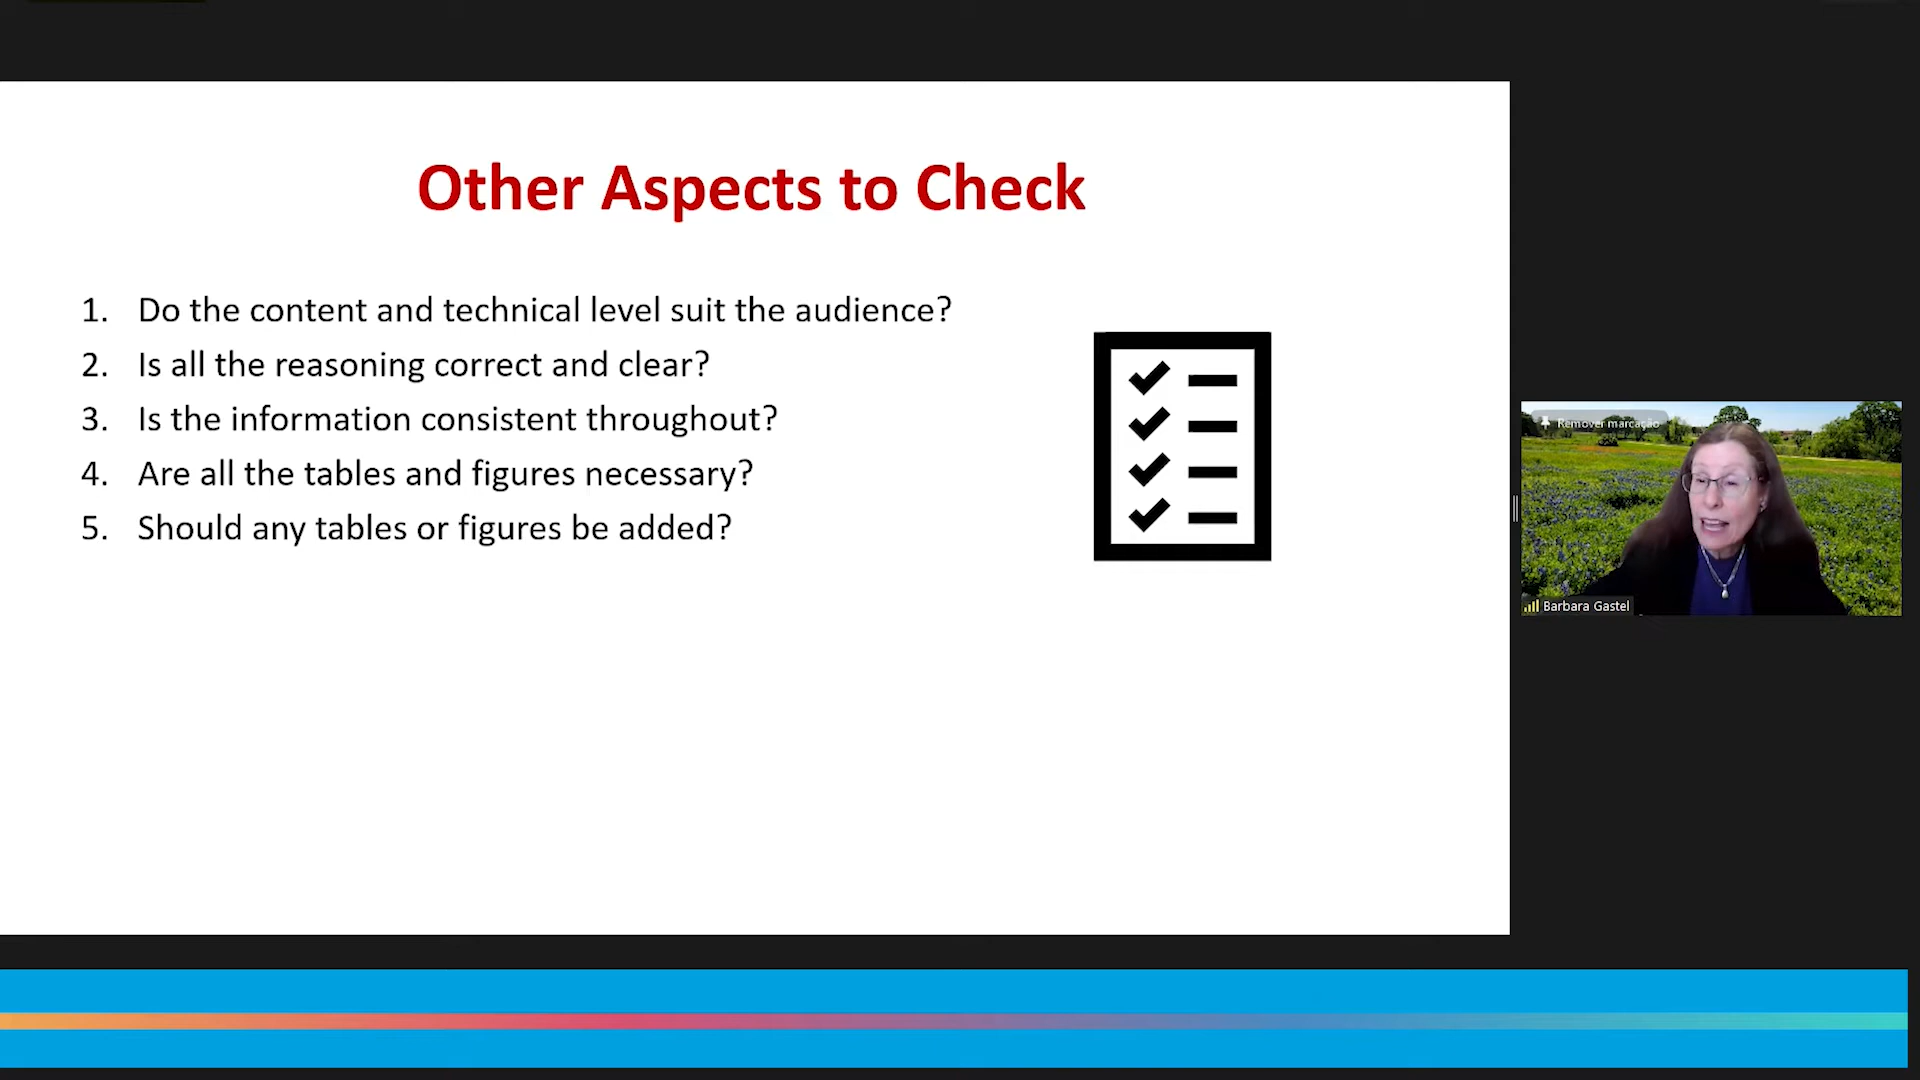 Other Aspects to Check
1. Do the content and technical level suit the audience?
2. Is all the reasoning correct and clear?
3. Is the information consistent throughout?
4. Are all the tables and figures necessary?
5. Should any tables or figures be added?
Remover marcação
Barbara Gastel